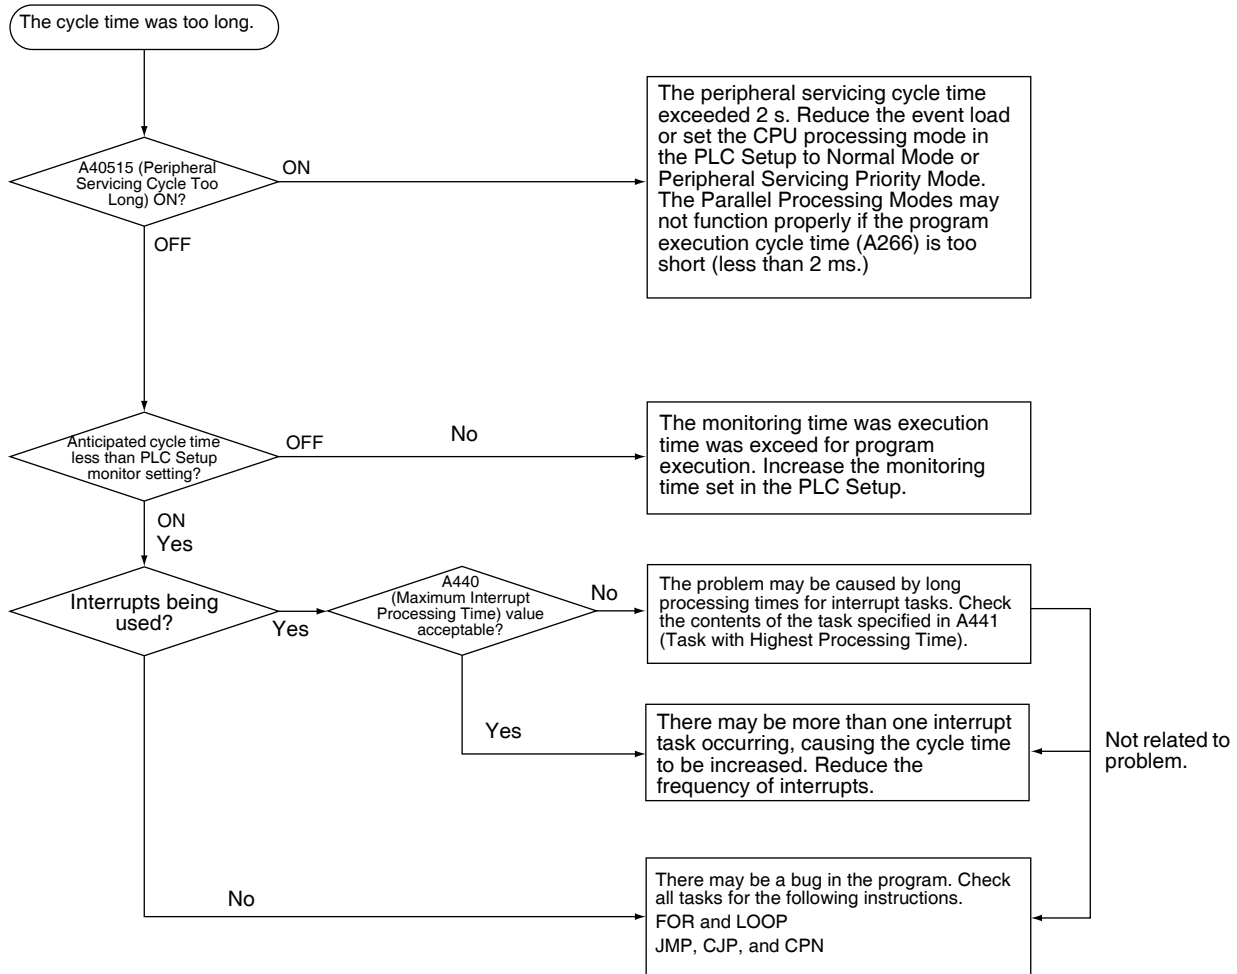 The cycle time was too long.
A40515 (Peripheral
Servicing Cycle Too
Long) ON?
ON
OFF
The peripheral servicing cycle time
exceeded 2 s. Reduce the event load
or set the CPU processing mode in
the PLC Setup to Normal Mode or
Peripheral Servicing Priority Mode.
The Parallel Processing Modes may
not function properly if the program
execution cycle time (A266) is too
short (less than 2 ms.)
Anticipated cycle time
less than PLC Setup
monitor setting?
OFF
No
ON
Yes
The monitoring time was execution
time was exceed for program
execution. Increase the monitoring
time set in the PLC Setup.
Interrupts being
used?
Yes
A440
(Maximum Interrupt
Processing Time) value
acceptable?
No
The problem may be caused by long
processing times for interrupt tasks. Check
the contents of the task specified in A441
(Task with Highest Processing Time).
Yes
There may be more than one interrupt
task occurring, causing the cycle time
to be increased. Reduce the
frequency of interrupts.
Not related to
problem.
No
There may be a bug in the program. Check
all tasks for the following instructions.
FOR and LOOP
JMP, CJP, and CPN